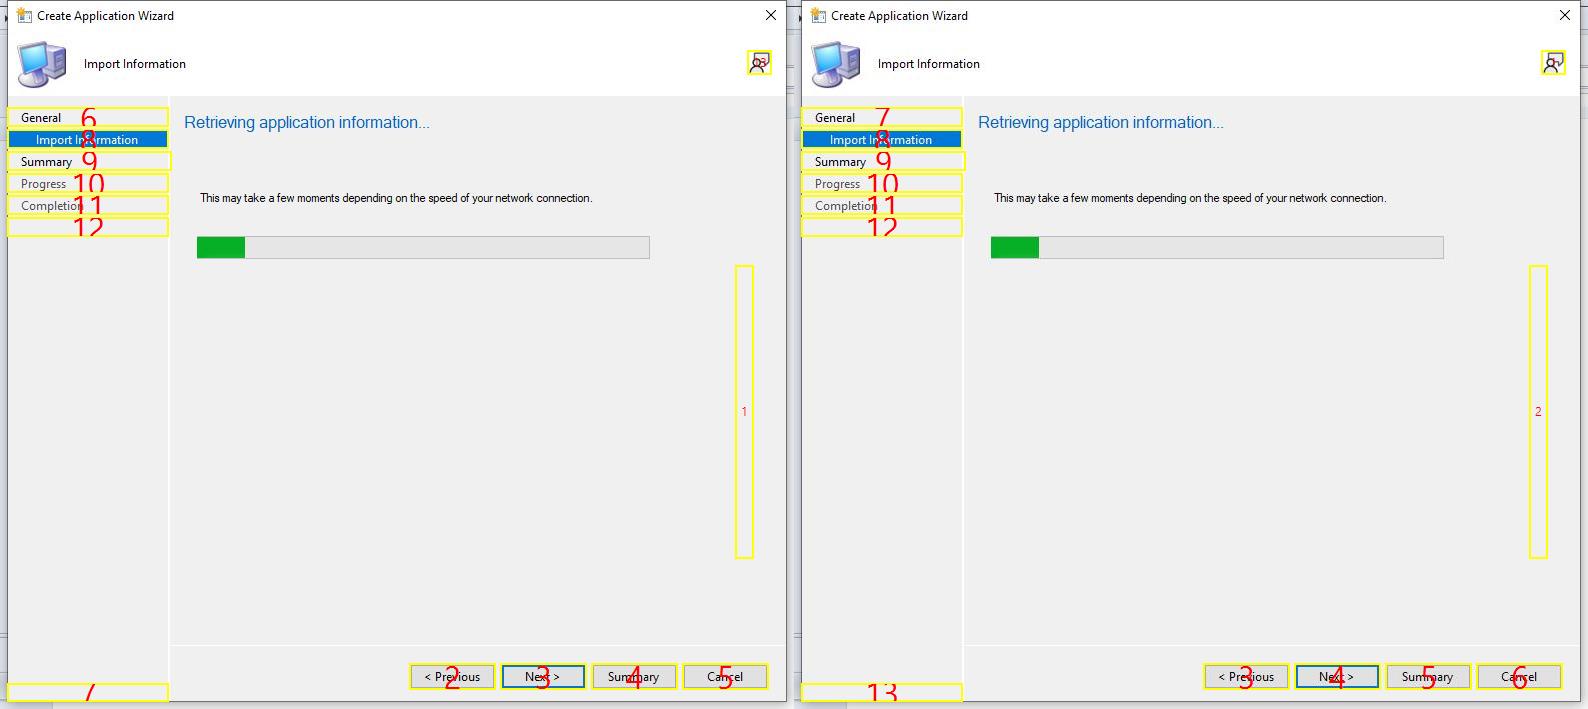 Create Application Wizard
Import Information
13
General 6
Import Information 8
Summary 9
Progress 10
Completion 11
12
Retrieving application information...
This may take a few moments depending on the speed of your network connection.
1
< Previous 2
Next > 3
Summary 4
Cancel 5
7
Create Application Wizard
Import Information
General 7
Import Information 8
Summary 9
Progress 10
Completion 11
12
Retrieving application information...
This may take a few moments depending on the speed of your network connection.
2
< Previous 3
Next > 4
Summary 5
Cancel 6
13